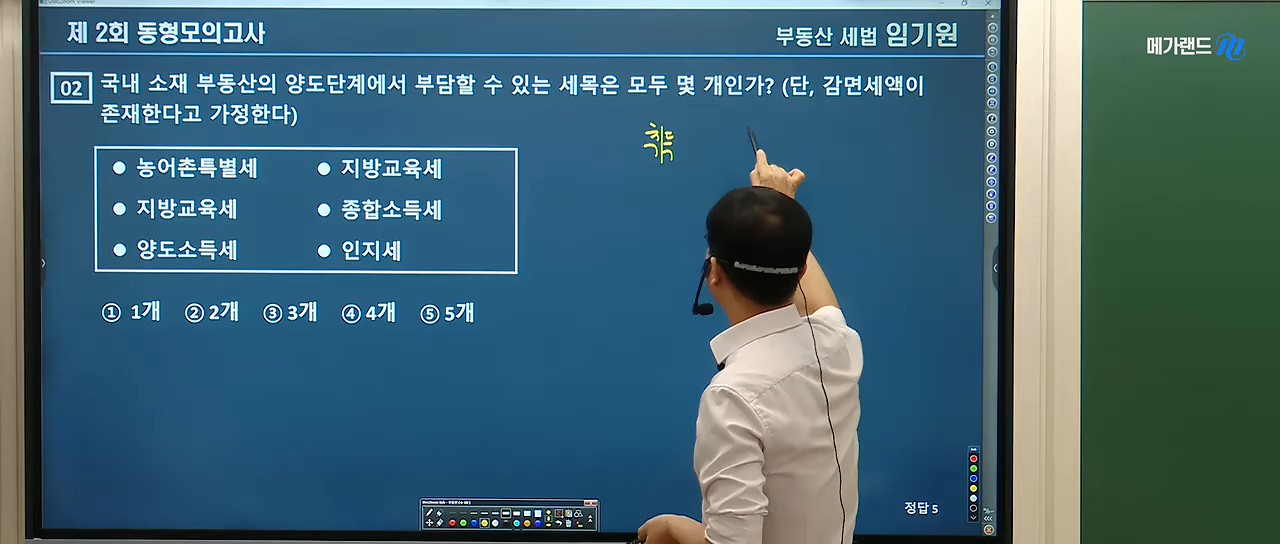 제 2회 동형모의고사
부동산 세법 임기원
메가랜드
02 국내 소재 부동산의 양도단계에서 부담할 수 있는 세목은 모두 몇 개인가? (단, 감면세액이
존재한다고 가정한다)
취득
● 농어촌특별세 ● 지방교육세
● 지방교육세 ● 종합소득세
● 양도소득세 ● 인지세
① 1개 ② 2개 ③ 3개 ④ 4개 ⑤ 5개
정답 5